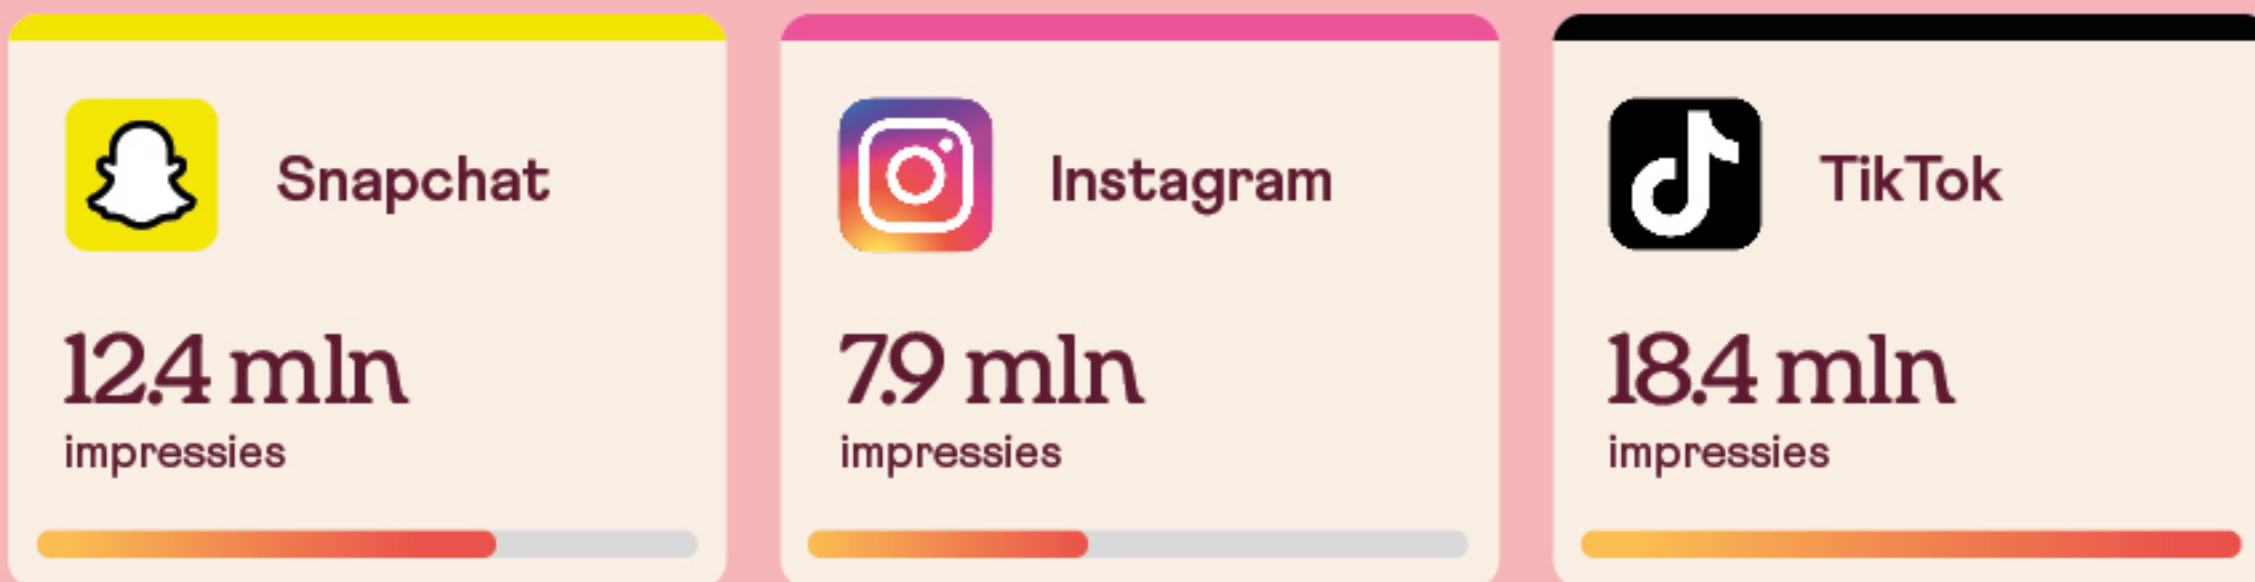 Snapchat
12.4 mln
impressies
Instagram
7.9 mln
impressies
TikTok
18.4 mln
impressies